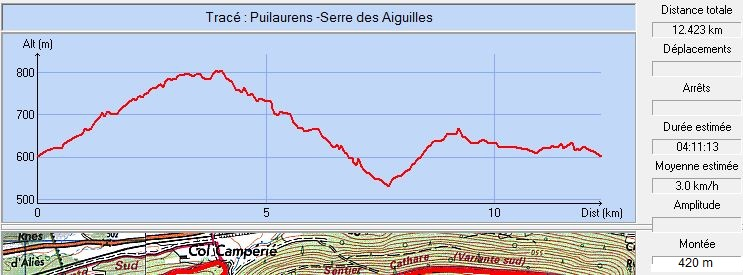 Tracé : Puilaurens -Serre des Aiguilles
Alt (m)
800
700
600
500
0
5
10
Dist (km)
Distance totale
12.423 km
Déplacements
Arrêts
Durée estimée
04:11:13
Moyenne estimée
3.0 km/h
Amplitude
Montée
420 m
502
d'Aliès
Sud
Col Campérié
Sentier
Cathare
(Variante sud)